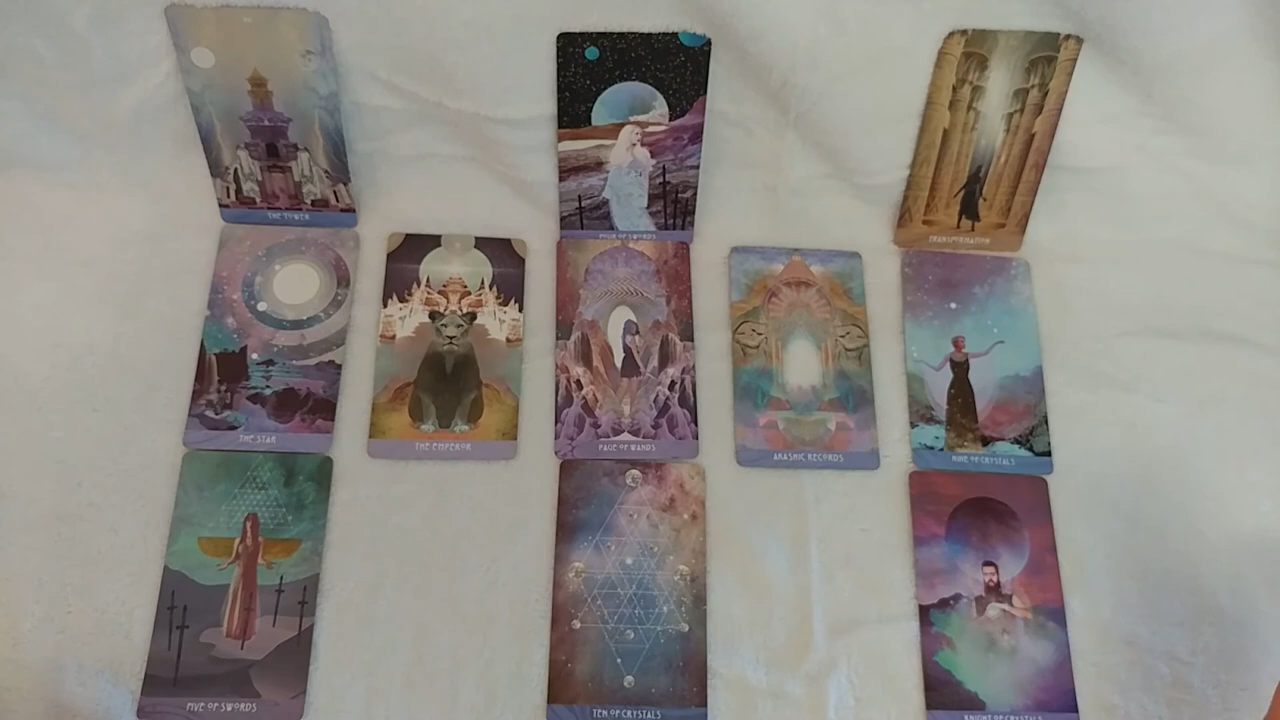 THE TOWER
FOUR OF SWORDS
TRANSFORMATION
THE STAR
THE EMPEROR
PAGE OF WANDS
AKASHIC RECORDS
NINE OF CRYSTALS
FIVE OF SWORDS
TEN OF CRYSTALS
KNIGHT OF CRYSTALS